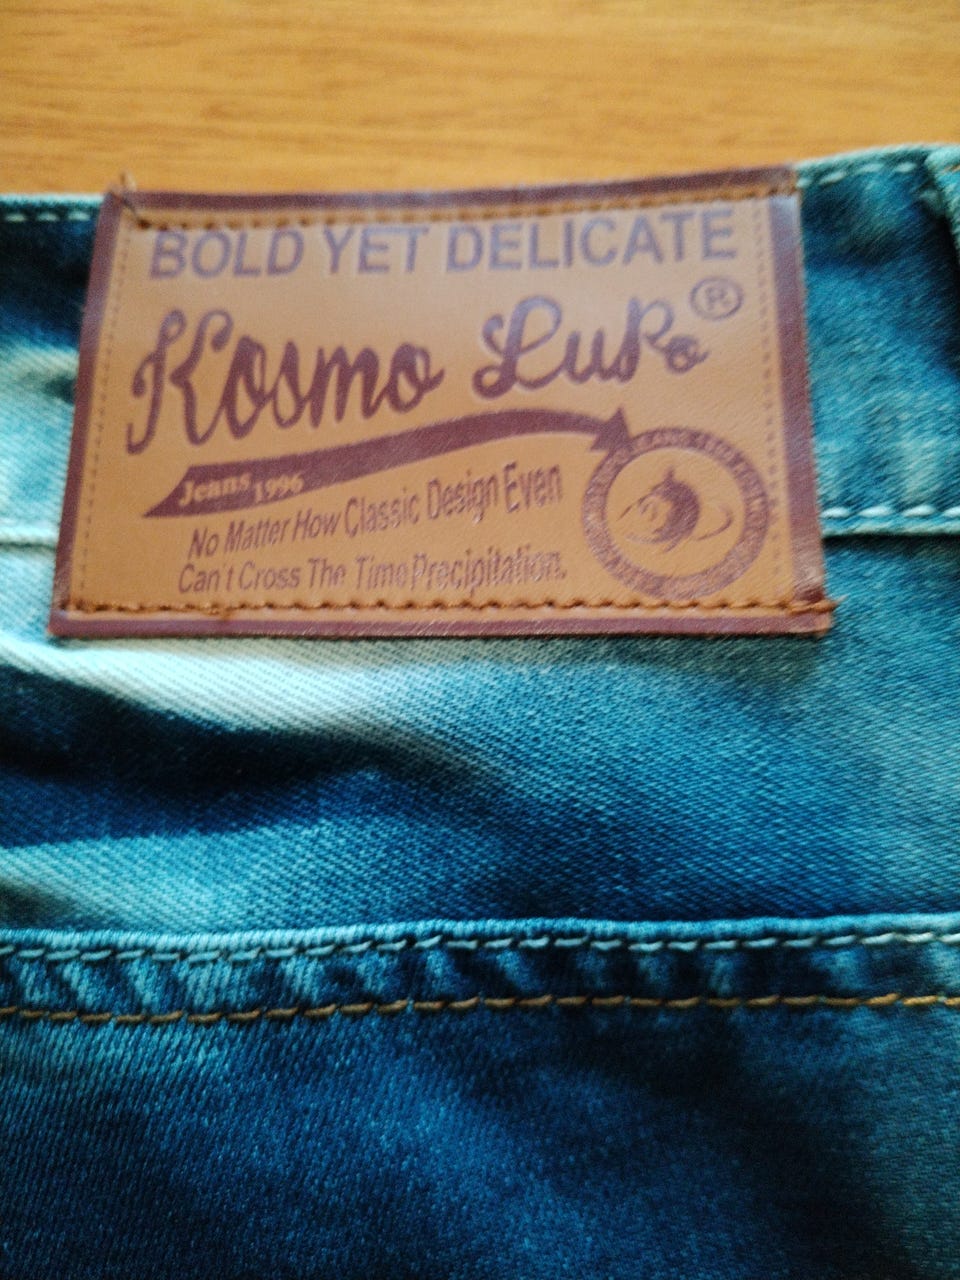 BOLD YET DELICATE
Kosmo LuPo ®
Jeans 1996
No Matter How Classic Design Even
Can't Cross The Time Precipitation.